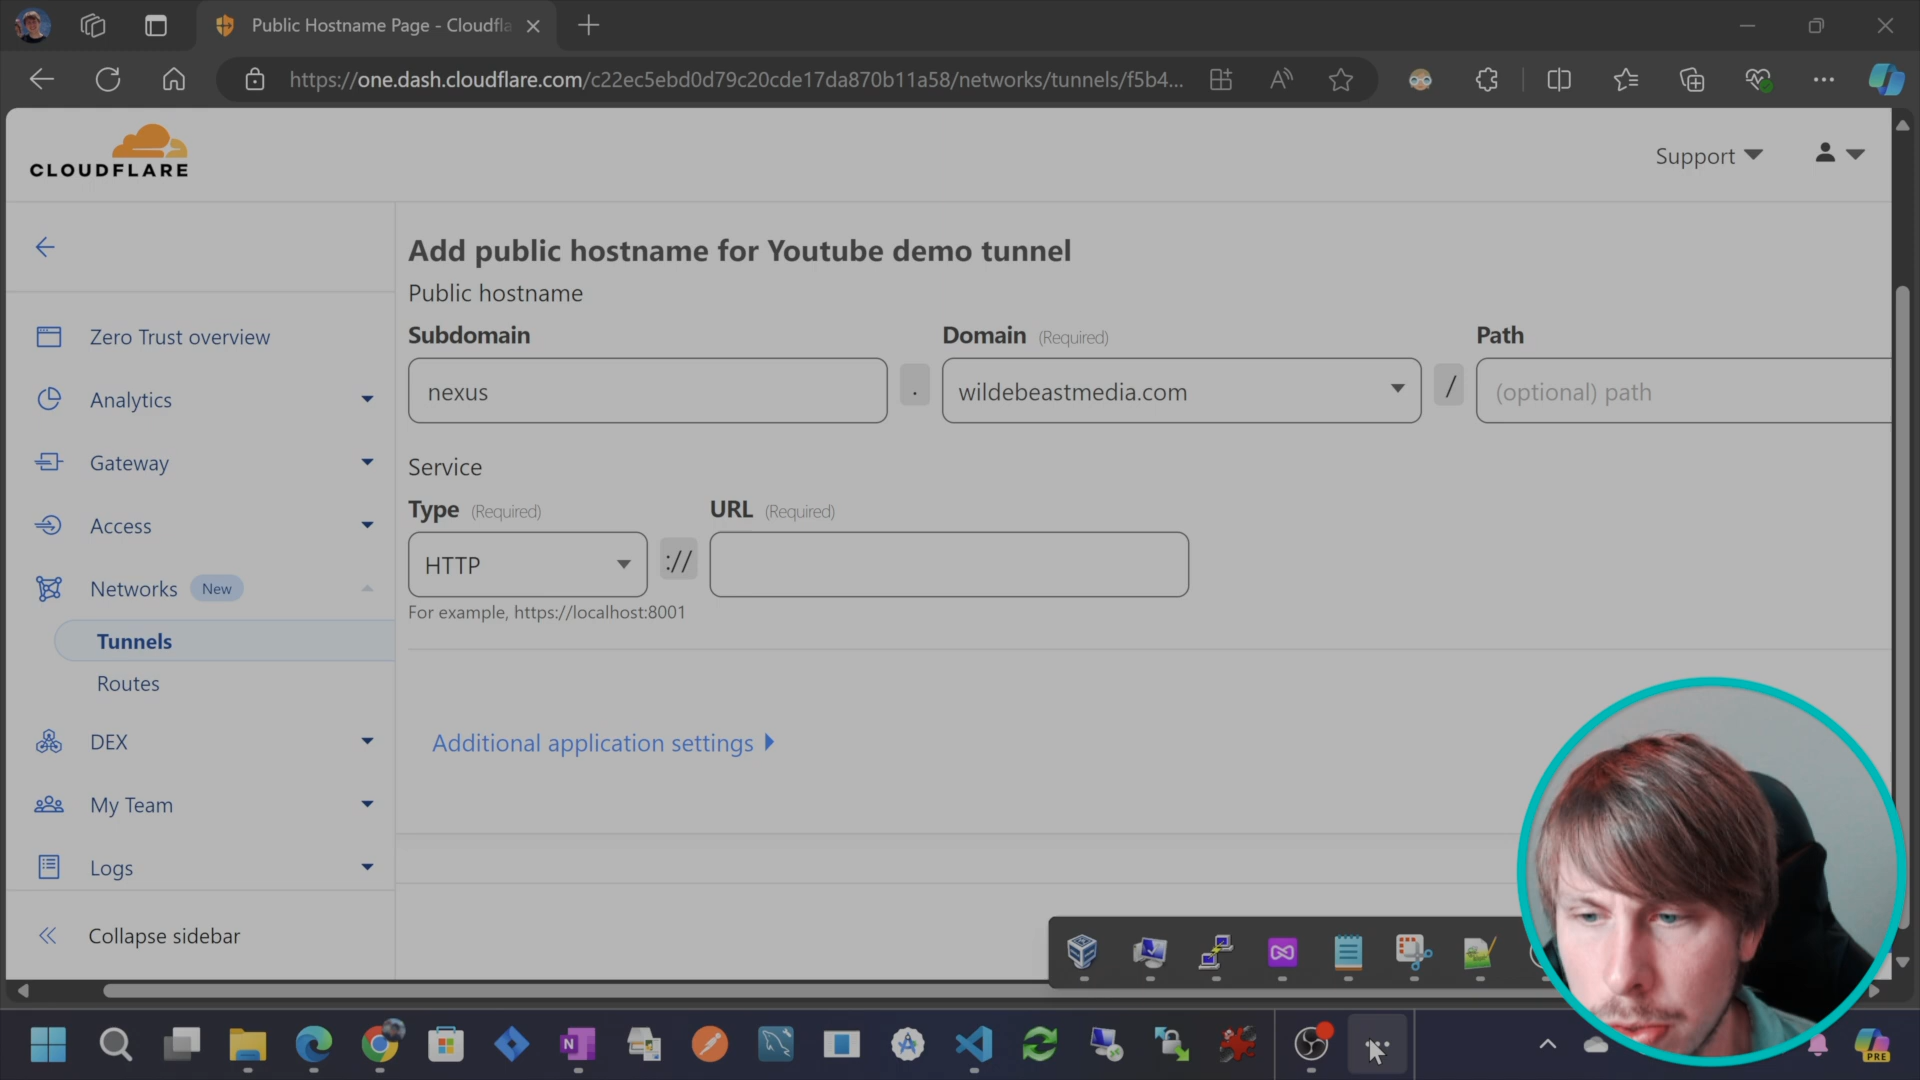 Public Hostname Page - Cloudfla
https://one.dash.cloudflare.com/c22ec5ebd0d79c20cde17da870b11a58/networks/tunnels/f5b4...
CLOUDFLARE
Support
Zero Trust overview
Analytics
Gateway
Access
Networks New
Tunnels
Routes
DEX
My Team
Logs
Collapse sidebar
Add public hostname for Youtube demo tunnel
Public hostname
Subdomain
Domain (Required)
Path
nexus
.
wildebeastmedia.com
/
(optional) path
Service
Type (Required)
URL (Required)
HTTP
://
For example, https://localhost:8001
Additional application settings
N
PRE